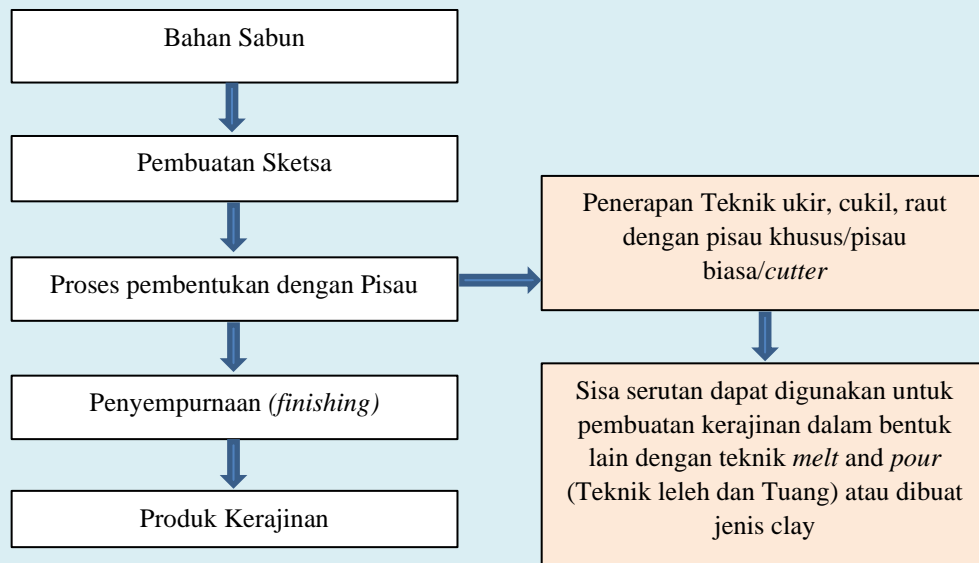 Bahan Sabun
Pembuatan Sketsa
Proses pembentukan dengan Pisau
Penyempurnaan (finishing)
Produk Kerajinan
Penerapan Teknik ukir, cukil, raut
dengan pisau khusus/pisau
biasa/cutter
Sisa serutan dapat digunakan untuk
pembuatan kerajinan dalam bentuk
lain dengan teknik melt and pour
(Teknik leleh dan Tuang) atau dibuat
jenis clay